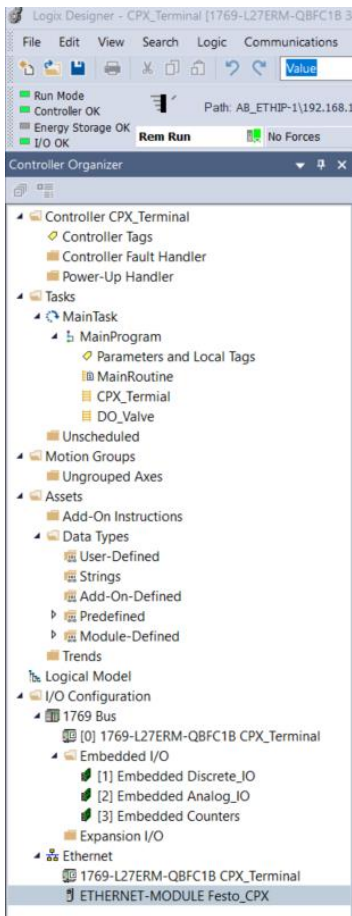 Logix Designer - CPX_Terminal [1769-L27ERM-QBFC1B 3
File Edit View Search Logic Communications
Value
Run Mode
Controller OK
Energy Storage OK
I/O OK
Path: AB_ETHIP-1\192.168.1
Rem Run
No Forces
Controller Organizer
Controller CPX_Terminal
Controller Tags
Controller Fault Handler
Power-Up Handler
Tasks
MainTask
MainProgram
Parameters and Local Tags
MainRoutine
CPX_Termial
DO_Valve
Unscheduled
Motion Groups
Ungrouped Axes
Assets
Add-On Instructions
Data Types
User-Defined
Strings
Add-On-Defined
Predefined
Module-Defined
Trends
Logical Model
I/O Configuration
1769 Bus
[0] 1769-L27ERM-QBFC1B CPX_Terminal
Embedded I/O
[1] Embedded Discrete_IO
[2] Embedded Analog_IO
[3] Embedded Counters
Expansion I/O
Ethernet
1769-L27ERM-QBFC1B CPX_Terminal
ETHERNET-MODULE Festo_CPX